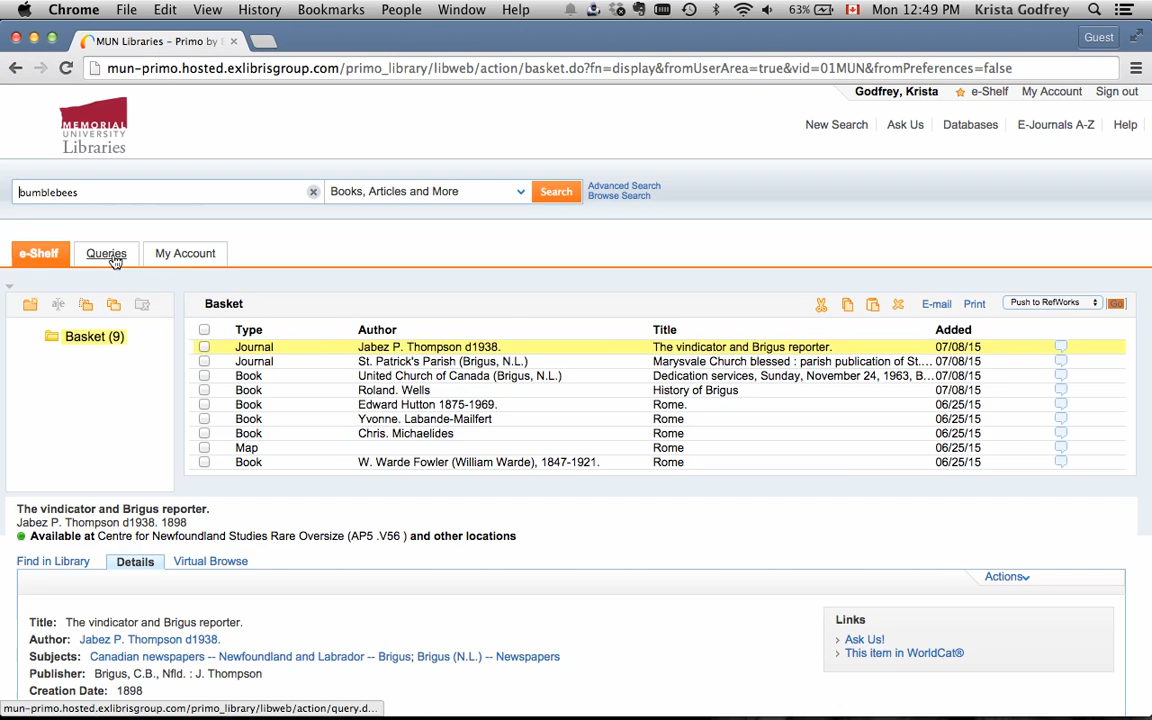 Chrome File Edit View History Bookmarks People Window Help 63% Mon 12:49 PM Krista Godfrey
MUN Libraries – Primo by Guest
mun-primo.hosted.exlibrisgroup.com/primo_library/libweb/action/basket.do?fn=display&fromUserArea=true&vid=01MUN&fromPreferences=false
Godfrey, Krista e-Shelf My Account Sign out
MEMORIAL
UNIVERSITY
Libraries
New Search Ask Us Databases E-Journals A-Z Help
bumblebees Books, Articles and More Search
Advanced Search
Browse Search
e-Shelf Queries My Account
Basket E-mail Print Push to RefWorks Go
Basket (9)
Type Author Title Added
Journal Jabez P. Thompson d1938. The vindicator and Brigus reporter. 07/08/15
Journal St. Patrick's Parish (Brigus, N.L.) Marysvale Church blessed : parish publication of St.... 07/08/15
Book United Church of Canada (Brigus, N.L.) Dedication services, Sunday, November 24, 1963, B... 07/08/15
Book Roland. Wells History of Brigus 07/08/15
Book Edward Hutton 1875-1969. Rome. 06/25/15
Book Yvonne. Labande-Mailfert Rome 06/25/15
Book Chris. Michaelides Rome 06/25/15
Map Rome 06/25/15
Book W. Warde Fowler (William Warde), 1847-1921. Rome 06/25/15
The vindicator and Brigus reporter.
Jabez P. Thompson d1938. 1898
Available at Centre for Newfoundland Studies Rare Oversize (AP5 .V56 ) and other locations
Find in Library Details Virtual Browse
Actions
Title: The vindicator and Brigus reporter.
Author: Jabez P. Thompson d1938.
Subjects: Canadian newspapers -- Newfoundland and Labrador -- Brigus; Brigus (N.L.) -- Newspapers
Publisher: Brigus, C.B., Nfld. : J. Thompson
Creation Date: 1898
Links
Ask Us!
This item in WorldCat®
mun-primo.hosted.exlibrisgroup.com/primo_library/libweb/action/query.d...